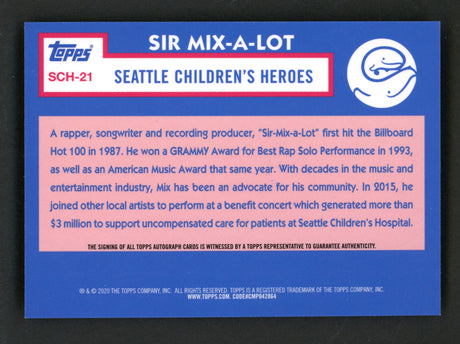 SIR MIX-A-LOT
Topps
SCH-21
SEATTLE CHILDREN'S HEROES
A rapper, songwriter and recording producer, "Sir-Mix-a-Lot" first hit the Billboard
Hot 100 in 1987. He won a GRAMMY Award for Best Rap Solo Performance in 1993,
as well as an American Music Award that same year. With decades in the music and
entertainment industry, Mix has been an advocate for his community. In 2015, he
joined other local artists to perform at a benefit concert which generated more than
$3 million to support uncompensated care for patients at Seattle Children's Hospital.
THE SIGNING OF ALL TOPPS AUTOGRAPH CARDS IS WITNESSED BY A TOPPS REPRESENTATIVE TO GUARANTEE AUTHENTICITY.
® & © 2020 THE TOPPS COMPANY, INC. ALL RIGHTS RESERVED. TOPPS IS A REGISTERED TRADEMARK OF THE TOPPS COMPANY, INC.
WWW.TOPPS.COM. CODE#CMP042864